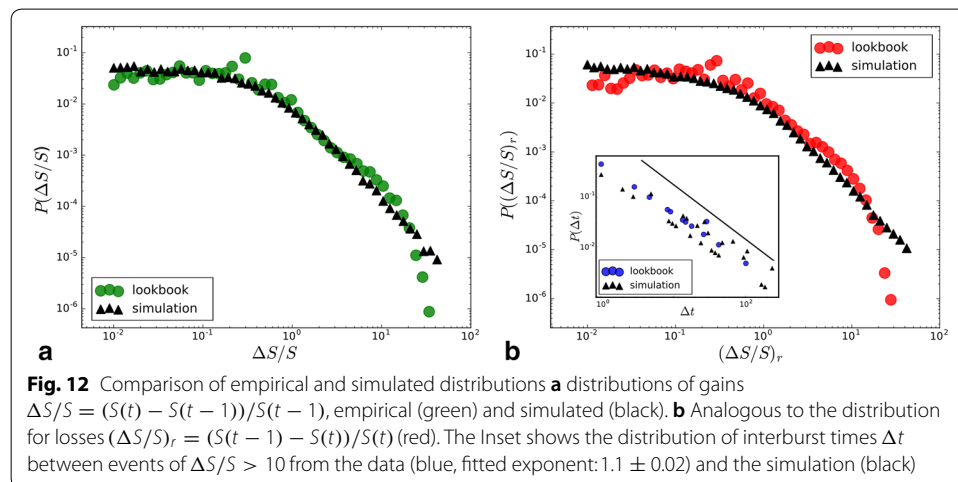 10^-1
10^-2
10^-3
10^-4
10^-5
10^-6
P(ΔS/S)
lookbook
simulation
10^-2 10^-1 10^0 10^1 10^2
a ΔS/S
10^-1
10^-2
10^-3
10^-4
10^-5
10^-6
P((ΔS/S)_r)
lookbook
simulation
10^-1
10^-2
P(Δt)
lookbook
simulation
10^0 10^2
Δt
10^-2 10^-1 10^0 10^1 10^2
b (ΔS/S)_r
Fig. 12 Comparison of empirical and simulated distributions a distributions of gains
ΔS/S = (S(t) − S(t − 1))/S(t − 1), empirical (green) and simulated (black). b Analogous to the distribution
for losses (ΔS/S)_r = (S(t − 1) − S(t))/S(t) (red). The Inset shows the distribution of interburst times Δt
between events of ΔS/S > 10 from the data (blue, fitted exponent: 1.1 ± 0.02) and the simulation (black)